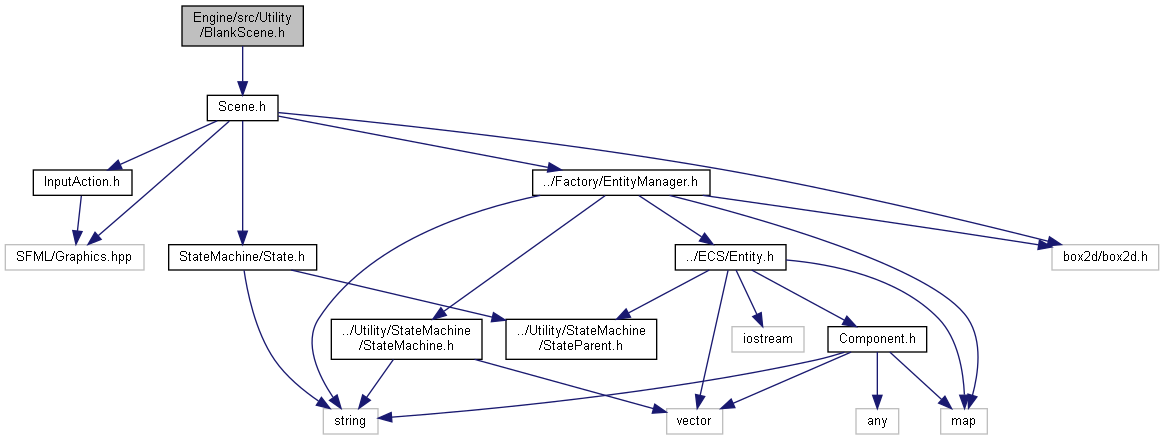 Engine/src/Utility
/BlankScene.h
Scene.h
InputAction.h
../Factory/EntityManager.h
SFML/Graphics.hpp
StateMachine/State.h
../ECS/Entity.h
box2d/box2d.h
../Utility/StateMachine
/StateMachine.h
../Utility/StateMachine
/StateParent.h
iostream
Component.h
string
vector
any
map